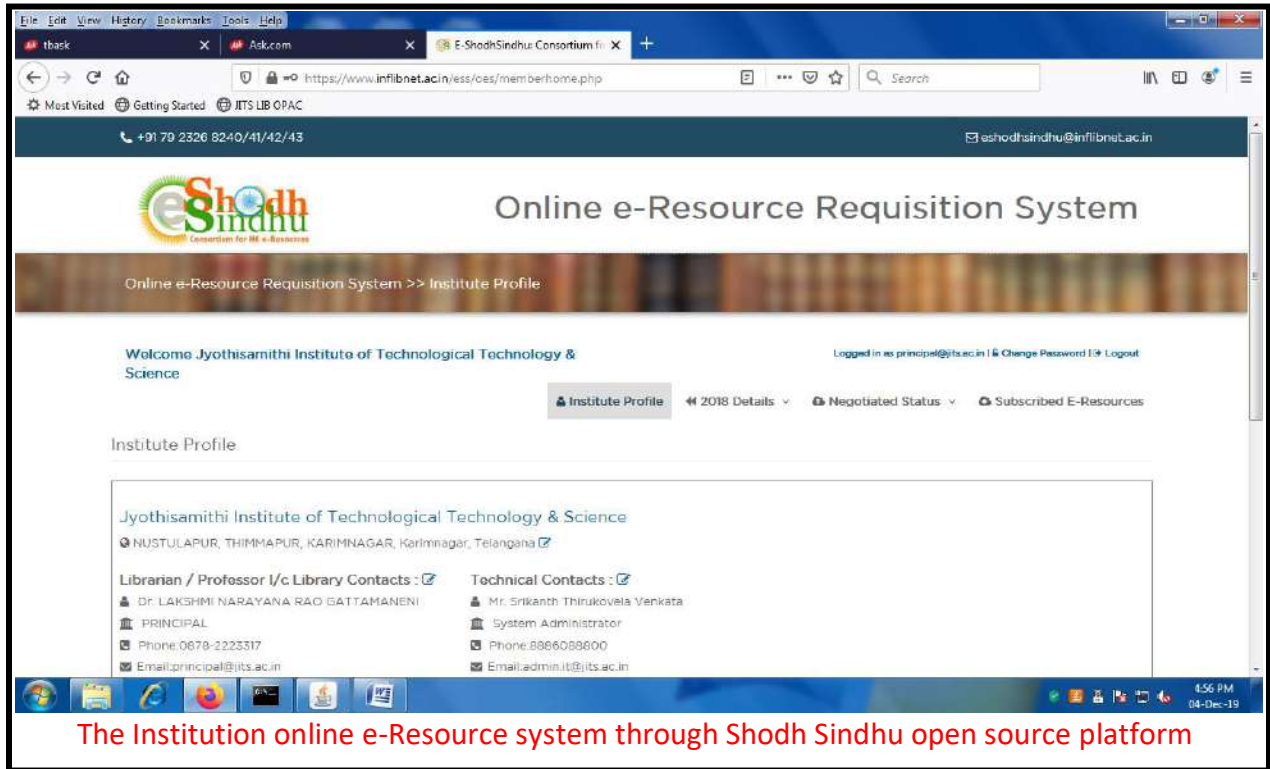 File Edit View History Bookmarks Tools Help
tbask Ask.com E-ShodhSindhu: Consortium fo
https://www.inflibnet.ac.in/ess/oes/memberhome.php Search
Most Visited Getting Started JITS LIB OPAC
+91 79 2326 8240/41/42/43 eshodhsindhu@inflibnet.ac.in
eShodh Sindhu
Consortium for HE e-Resources
Online e-Resource Requisition System
Online e-Resource Requisition System >> Institute Profile
Welcome Jyothisamithi Institute of Technological Technology &
Science
Logged in as principal@jits.ac.in | Change Password | Logout
Institute Profile 2018 Details Negotiated Status Subscribed E-Resources
Institute Profile
Jyothisamithi Institute of Technological Technology & Science
NUSTULAPUR, THIMMAPUR, KARIMNAGAR, Karimnagar, Telangana
Librarian / Professor I/c Library Contacts : Technical Contacts :
Dr. LAKSHMI NARAYANA RAO GATTAMANENI Mr. Srikanth Thirukovela Venkata
PRINCIPAL System Administrator
Phone:0878-2223317 Phone:8886088800
Email:principal@jits.ac.in Email:admin.it@jits.ac.in
4:56 PM
04-Dec-19
The Institution online e-Resource system through Shodh Sindhu open source platform